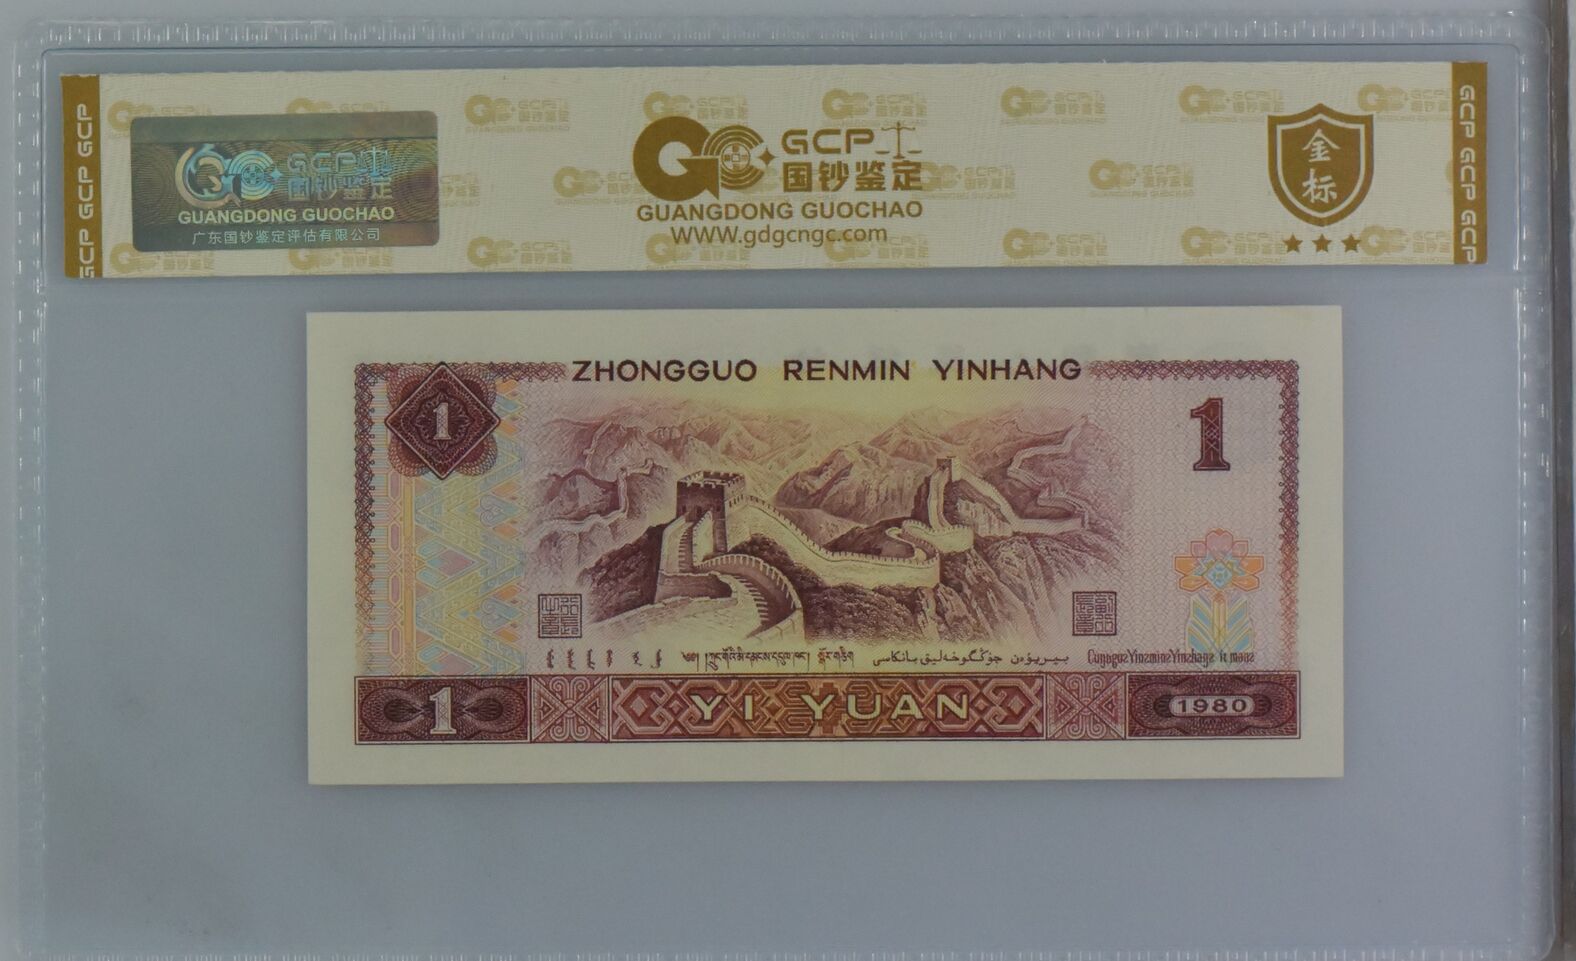 GCP GCP GCP
GCP
国钞鉴定
GUANGDONG GUOCHAO
广东国钞鉴定评估有限公司
GCP
国钞鉴定
GUANGDONG GUOCHAO
WWW.gdgcngc.com
金标
GCP GCP GCP
ZHONGGUO RENMIN YINHANG
1
1
YI YUAN
1
1980